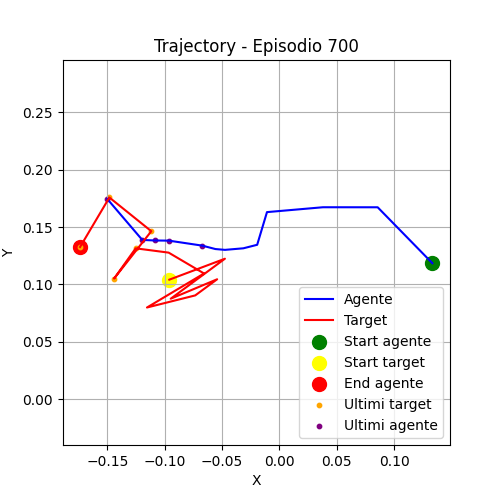 Trajectory - Episodio 700
Y
0.25
0.20
0.15
0.10
0.05
0.00
Agente
Target
Start agente
Start target
End agente
Ultimi target
Ultimi agente
−0.15
−0.10
−0.05
0.00
0.05
0.10
X